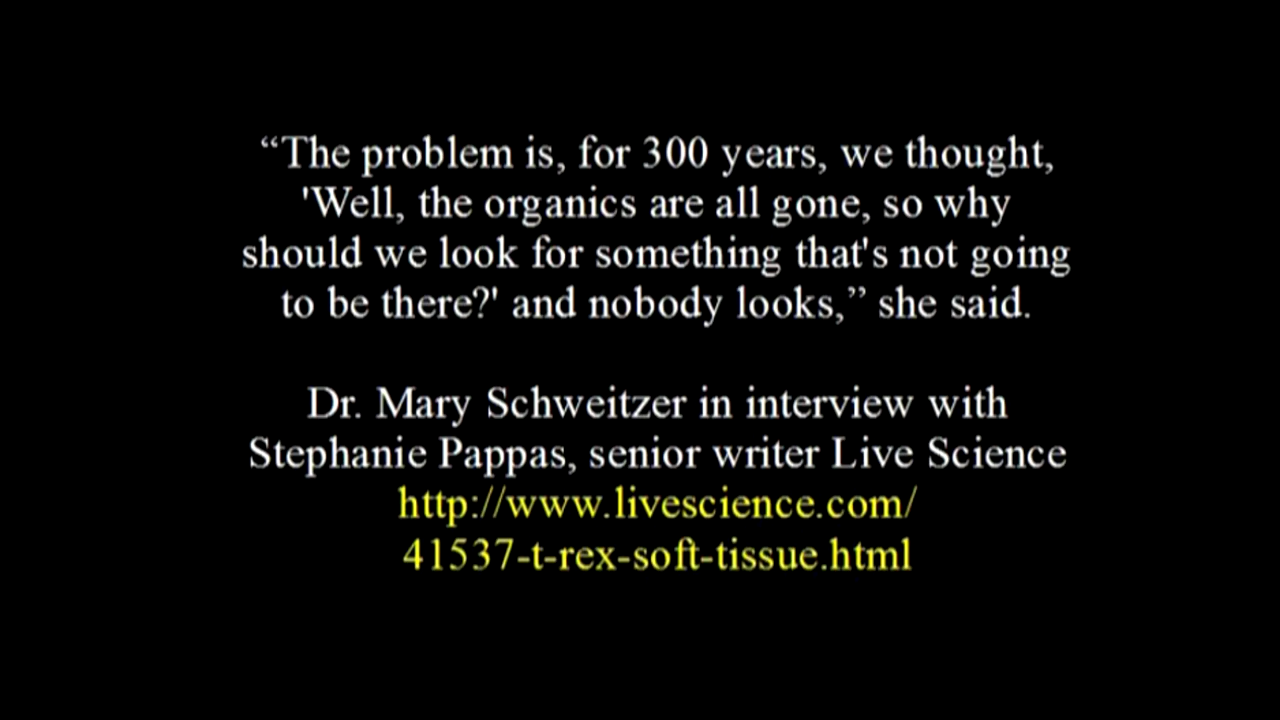 “The problem is, for 300 years, we thought,
'Well, the organics are all gone, so why
should we look for something that's not going
to be there?' and nobody looks,” she said.
Dr. Mary Schweitzer in interview with
Stephanie Pappas, senior writer Live Science
http://www.livescience.com/
41537-t-rex-soft-tissue.html